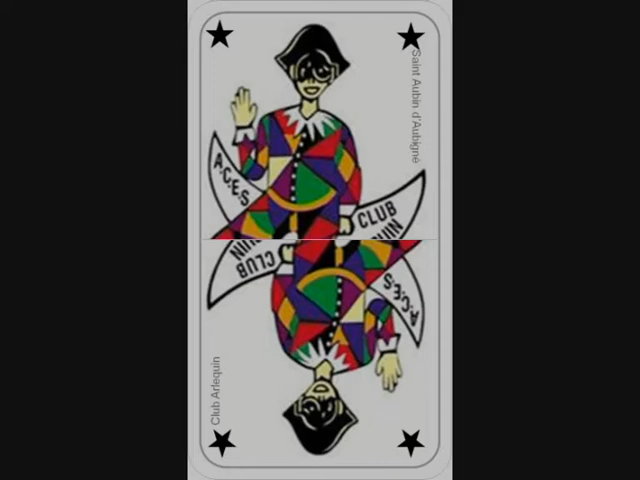 Saint Aubin d'Aubigné
A.C.E.S
CLUB
CLUB
A.C.E.S
Club Arlequin